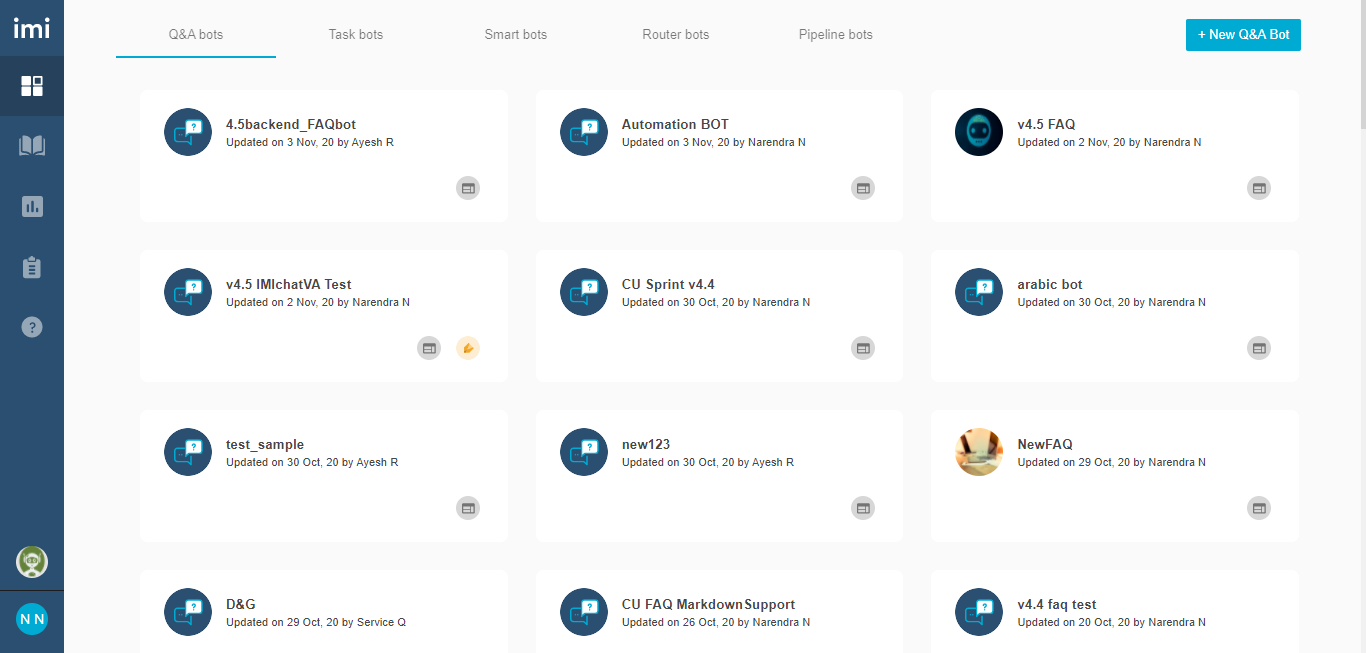 imi
Q&A bots
Task bots
Smart bots
Router bots
Pipeline bots
+ New Q&A Bot
4.5backend_FAQbot
Updated on 3 Nov, 20 by Ayesh R
Automation BOT
Updated on 3 Nov, 20 by Narendra N
v4.5 FAQ
Updated on 2 Nov, 20 by Narendra N
v4.5 IMIchatVA Test
Updated on 2 Nov, 20 by Narendra N
CU Sprint v4.4
Updated on 30 Oct, 20 by Narendra N
arabic bot
Updated on 30 Oct, 20 by Narendra N
test_sample
Updated on 30 Oct, 20 by Ayesh R
new123
Updated on 30 Oct, 20 by Ayesh R
NewFAQ
Updated on 29 Oct, 20 by Narendra N
D&G
Updated on 29 Oct, 20 by Service Q
CU FAQ MarkdownSupport
Updated on 26 Oct, 20 by Narendra N
v4.4 faq test
Updated on 20 Oct, 20 by Narendra N
N N